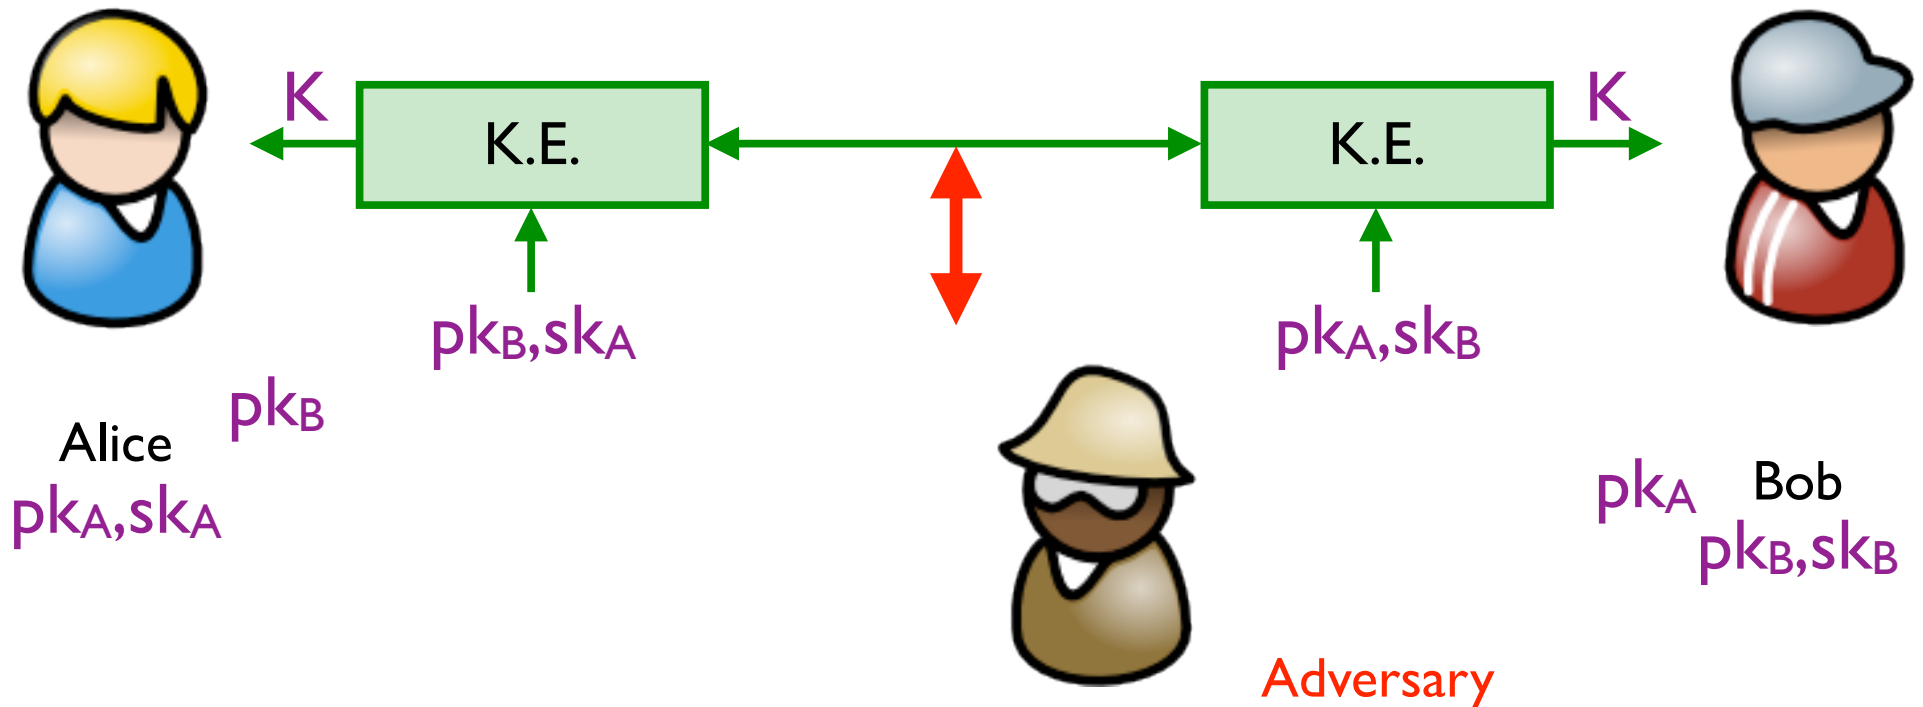 K
K.E.
K.E.
K
pkB,skA
pkA,skB
pkB
Alice
pkA,skA
pkA
Bob
pkB,skB
Adversary